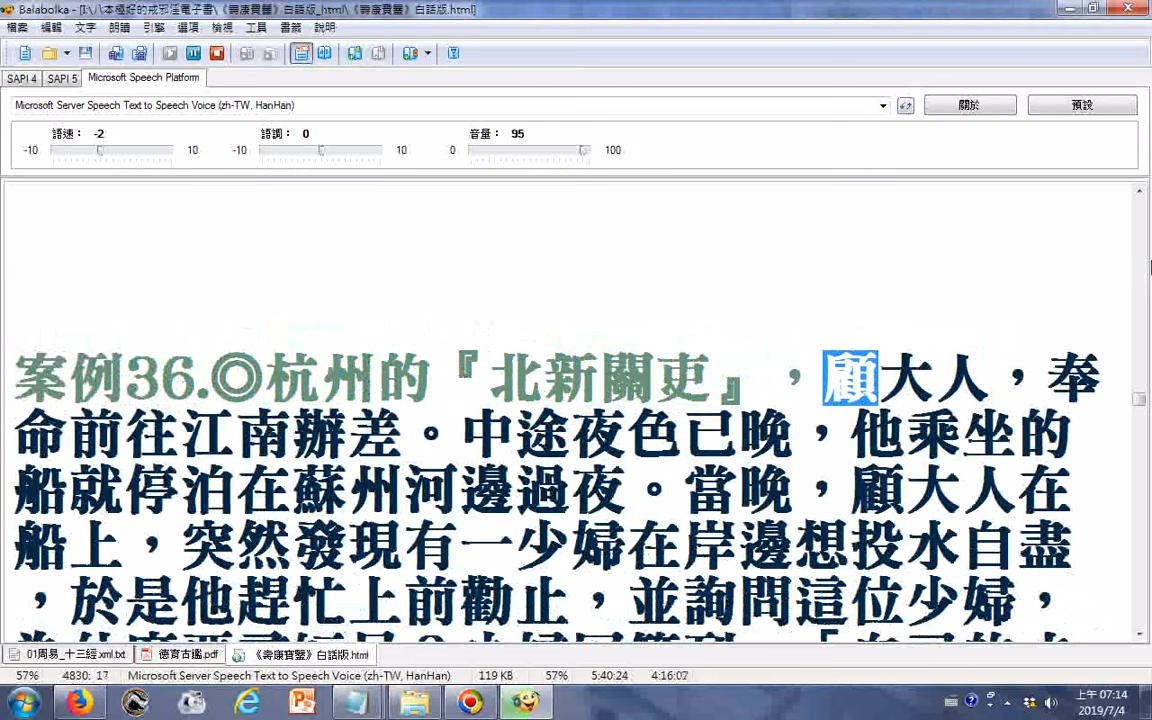 Balabolka - [I:\八本極好的戒邪淫電子書\《壽康寶鑒》白話版_html\《壽康寶鑒》白話版.html]
檔案 編輯 文字 朗讀 引擎 選項 檢視 工具 書籤 說明
SAPI 4 SAPI 5 Microsoft Speech Platform
Microsoft Server Speech Text to Speech Voice (zh-TW, HanHan) 關於 預設
語速： -2 語調： 0 音量： 95
-10 10 -10 10 0 100
案例36.◎杭州的『北新關吏』，顧大人，奉
命前往江南辦差。中途夜色已晚，他乘坐的
船就停泊在蘇州河邊過夜。當晚，顧大人在
船上，突然發現有一少婦在岸邊想投水自盡
，於是他趕忙上前勸止，並詢問這位少婦，
01周易_十三經.xml.txt 德育古鑑.pdf 《壽康寶鑒》白話版.html
57% 4830: 17 Microsoft Server Speech Text to Speech Voice (zh-TW, HanHan) 119 KB 57% 5:40:24 4:16:07
上午 07:14
2019/7/4